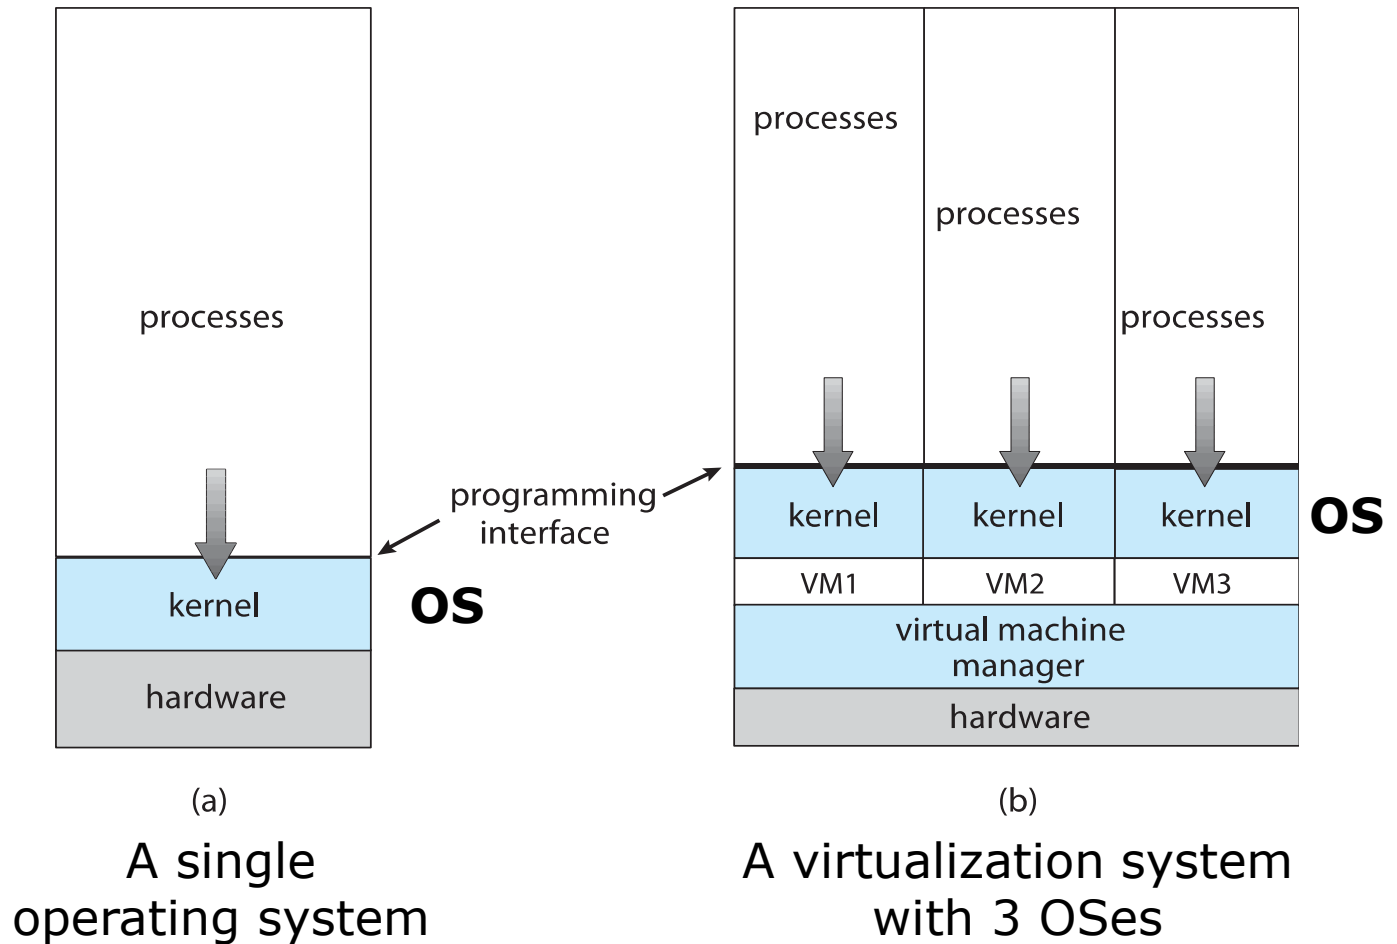 processes
kernel
OS
hardware
(a)
A single
operating system
programming
interface
processes
processes
processes
kernel
kernel
kernel
OS
VM1
VM2
VM3
virtual machine
manager
hardware
(b)
A virtualization system
with 3 OSes